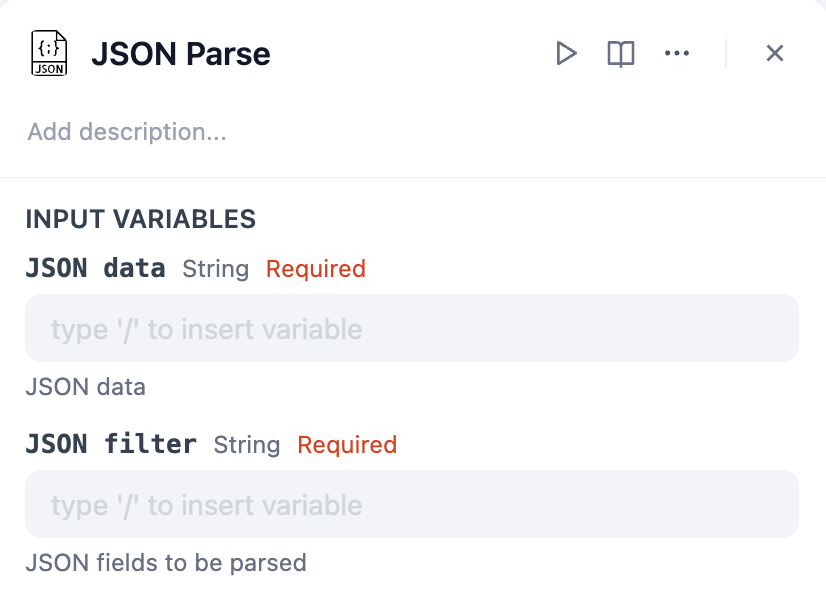 {;}
JSON
JSON Parse
Add description...
INPUT VARIABLES
JSON data String Required
type '/' to insert variable
JSON data
JSON filter String Required
type '/' to insert variable
JSON fields to be parsed